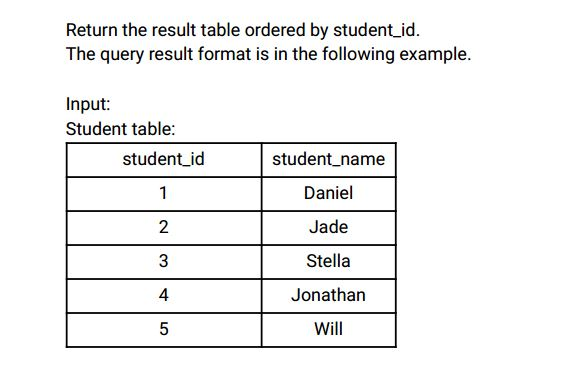 Return the result table ordered by student_id.
The query result format is in the following example.
Input:
Student table:
student_id student_name
1 Daniel
2 Jade
3 Stella
4 Jonathan
5 Will